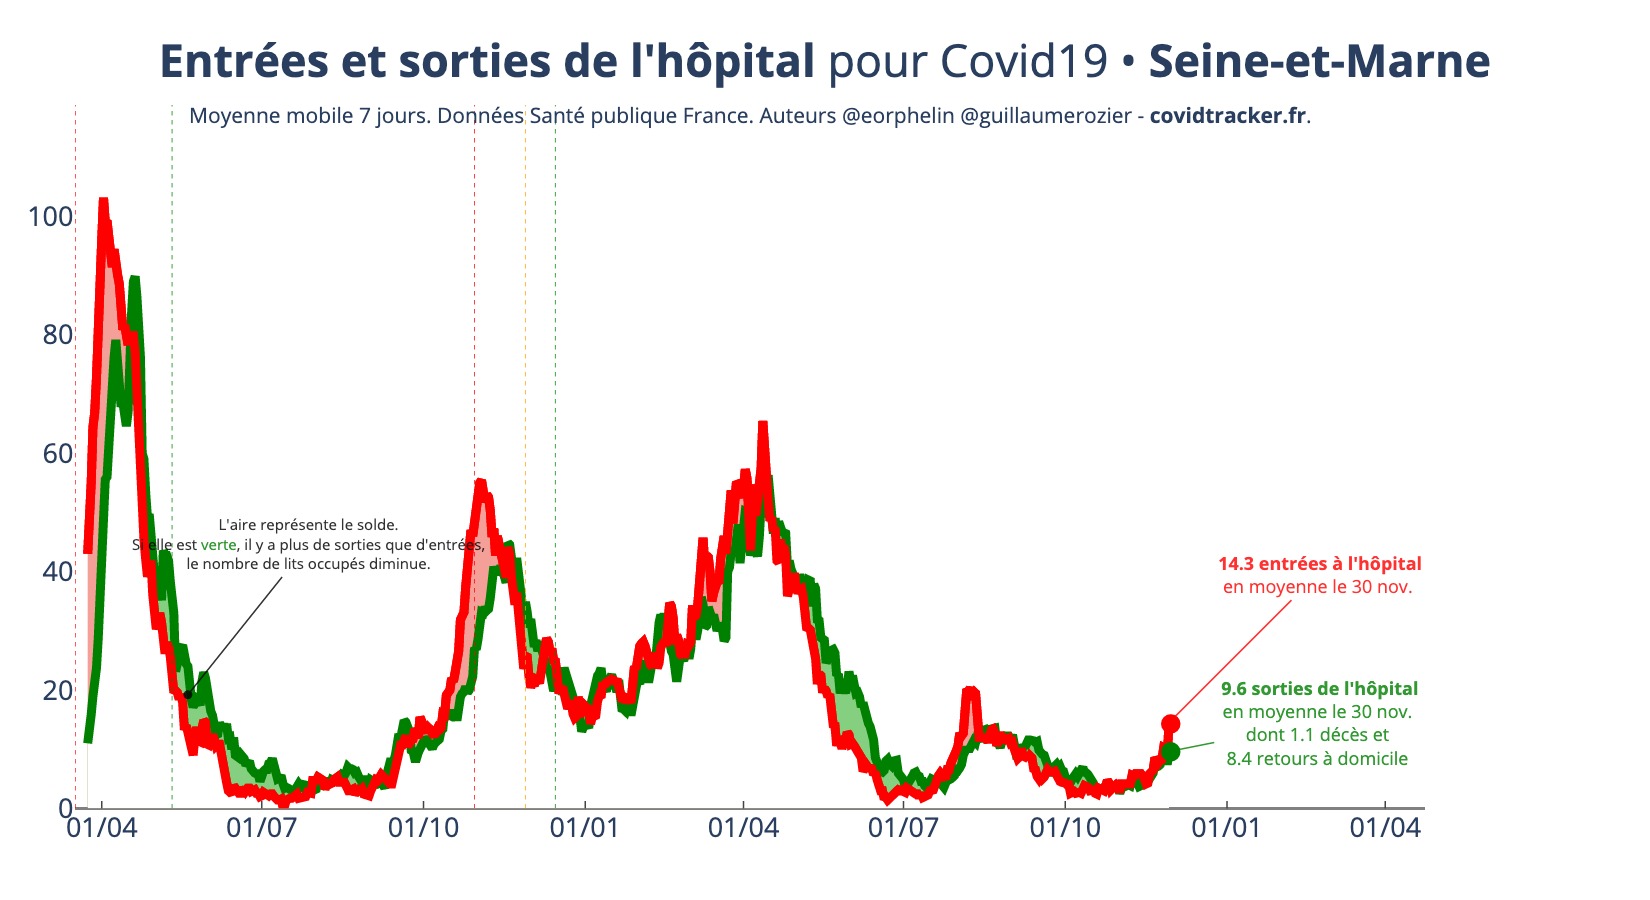 Entrées et sorties de l'hôpital pour Covid19 • Seine-et-Marne
Moyenne mobile 7 jours. Données Santé publique France. Auteurs @eorphelin @guillaumerozier - covidtracker.fr.
100
80
60
40
20
0
L'aire représente le solde.
Si elle est verte, il y a plus de sorties que d'entrées,
le nombre de lits occupés diminue.
14.3 entrées à l'hôpital
en moyenne le 30 nov.
9.6 sorties de l'hôpital
en moyenne le 30 nov.
dont 1.1 décès et
8.4 retours à domicile
01/04 01/07 01/10 01/01 01/04 01/07 01/10 01/01 01/04